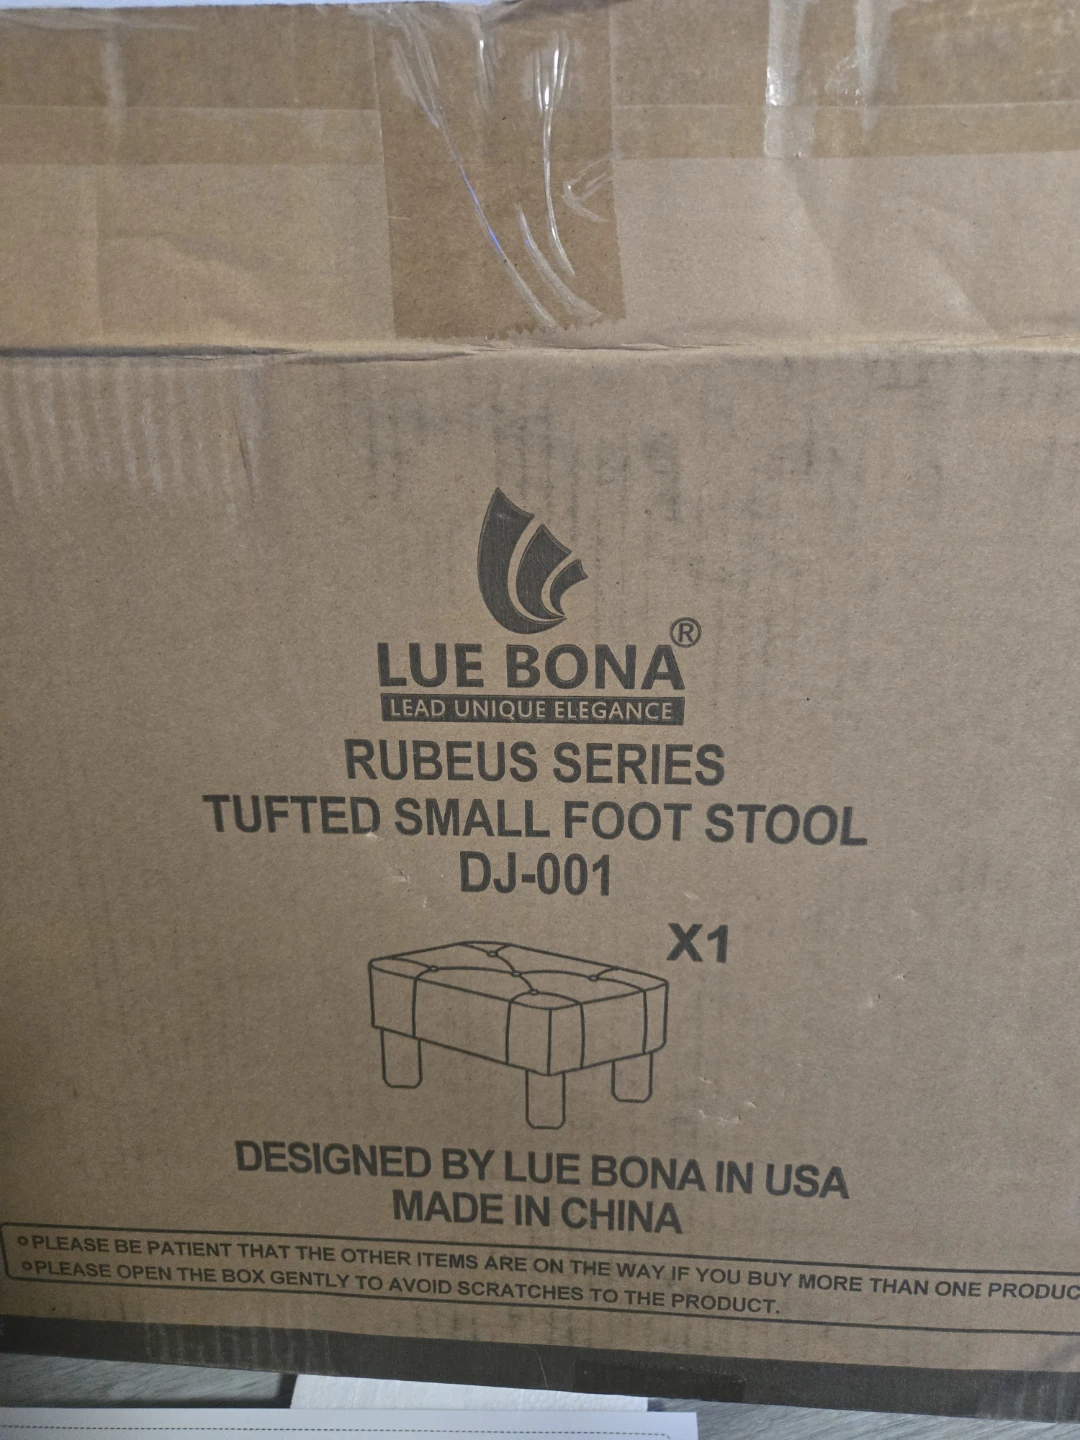 LUE BONA®
LEAD UNIQUE ELEGANCE
RUBEUS SERIES
TUFTED SMALL FOOT STOOL
DJ-001
X1
DESIGNED BY LUE BONA IN USA
MADE IN CHINA
PLEASE BE PATIENT THAT THE OTHER ITEMS ARE ON THE WAY IF YOU BUY MORE THAN ONE PRODUC
PLEASE OPEN THE BOX GENTLY TO AVOID SCRATCHES TO THE PRODUCT.